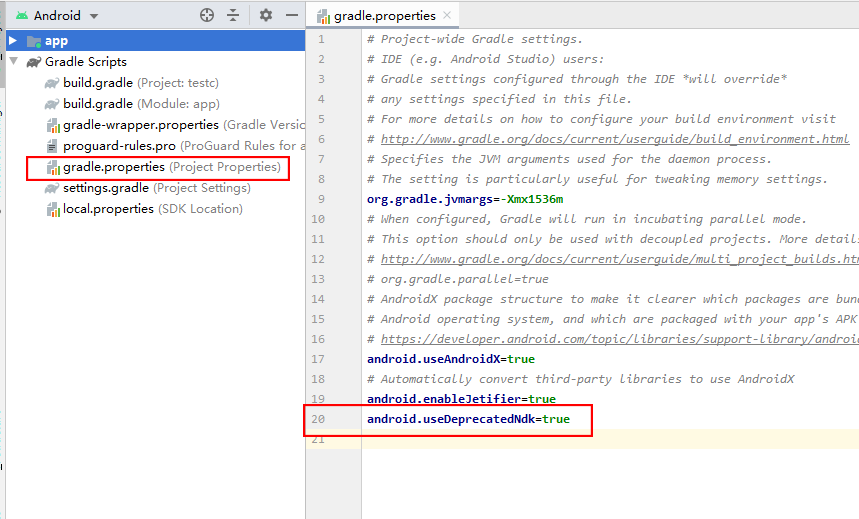 Android
app
Gradle Scripts
build.gradle (Project: testc)
build.gradle (Module: app)
gradle-wrapper.properties (Gradle Versio
proguard-rules.pro (ProGuard Rules for a
gradle.properties (Project Properties)
settings.gradle (Project Settings)
local.properties (SDK Location)
gradle.properties
1 # Project-wide Gradle settings.
2 # IDE (e.g. Android Studio) users:
3 # Gradle settings configured through the IDE *will override*
4 # any settings specified in this file.
5 # For more details on how to configure your build environment visit
6 # http://www.gradle.org/docs/current/userguide/build_environment.html
7 # Specifies the JVM arguments used for the daemon process.
8 # The setting is particularly useful for tweaking memory settings.
9 org.gradle.jvmargs=-Xmx1536m
10 # When configured, Gradle will run in incubating parallel mode.
11 # This option should only be used with decoupled projects. More details
12 # http://www.gradle.org/docs/current/userguide/multi_project_builds.htm
13 # org.gradle.parallel=true
14 # AndroidX package structure to make it clearer which packages are bund
15 # Android operating system, and which are packaged with your app's APK
16 # https://developer.android.com/topic/libraries/support-library/android
17 android.useAndroidX=true
18 # Automatically convert third-party libraries to use AndroidX
19 android.enableJetifier=true
20 android.useDeprecatedNdk=true
21